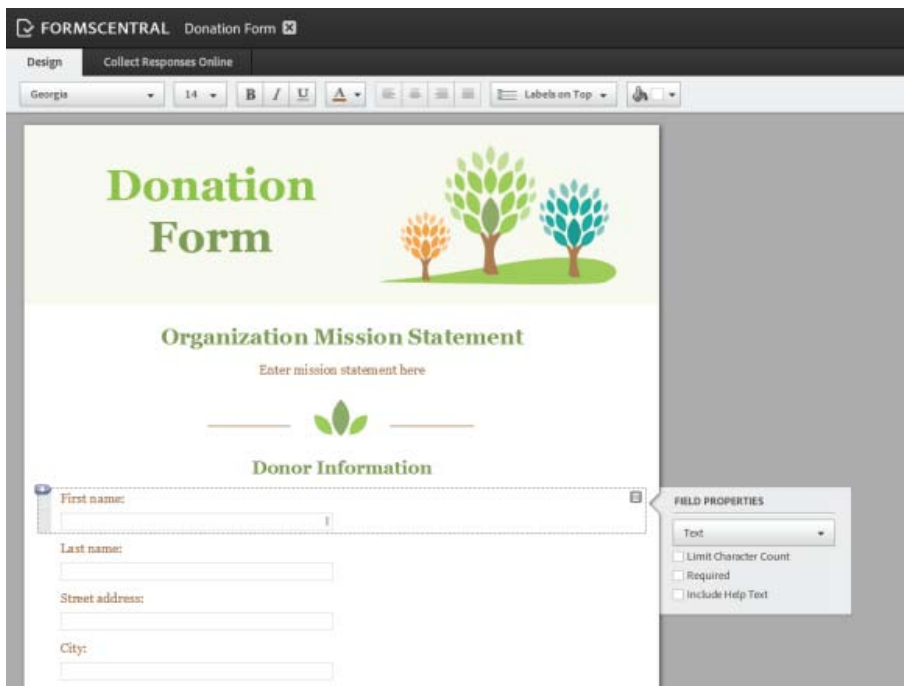 FORMSCENTRAL Donation Form
Design Collect Responses Online
Georgia 14 B I U A Labels on Top
Donation
Form
Organization Mission Statement
Enter mission statement here
Donor Information
First name:
FIELD PROPERTIES
Text
Limit Character Count
Required
Include Help Text
Last name:
Street address:
City: